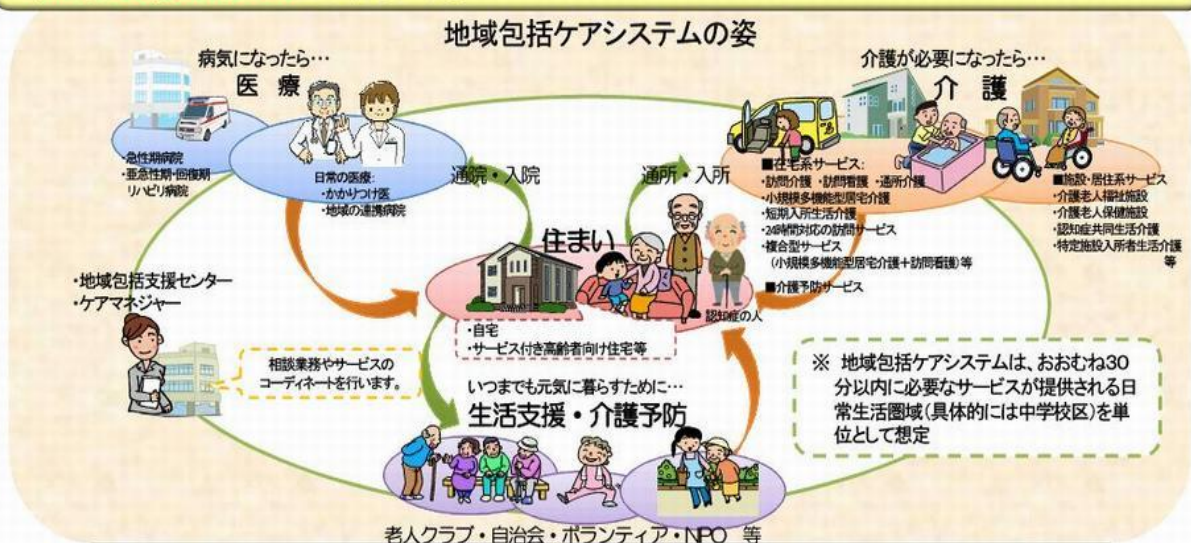 地域包括ケアシステムの姿
病気になったら…
医 療
・急性期病院
・亜急性期・回復期
リハビリ病院
日常の医療:
・かかりつけ医
・地域の連携病院
通院・入院
通所・入所
介護が必要になったら…
介 護
■在宅系サービス:
・訪問介護 ・訪問看護 ・通所介護
・小規模多機能型居宅介護
・短期入所生活介護
・24時間対応の訪問サービス
・複合型サービス
(小規模多機能型居宅介護+訪問看護)等
■介護予防サービス
■施設・居住系サービス
・介護老人福祉施設
・介護老人保健施設
・認知症共同生活介護
・特定施設入所者生活介護
等
住まい
認知症の人
・自宅
・サービス付き高齢者向け住宅等
・地域包括支援センター
・ケアマネジャー
相談業務やサービスの
コーディネートを行います。
いつまでも元気に暮らすために…
生活支援・介護予防
老人クラブ・自治会・ボランティア・NPO 等
※ 地域包括ケアシステムは、おおむね30
分以内に必要なサービスが提供される日
常生活圏域(具体的には中学校区)を単
位として想定